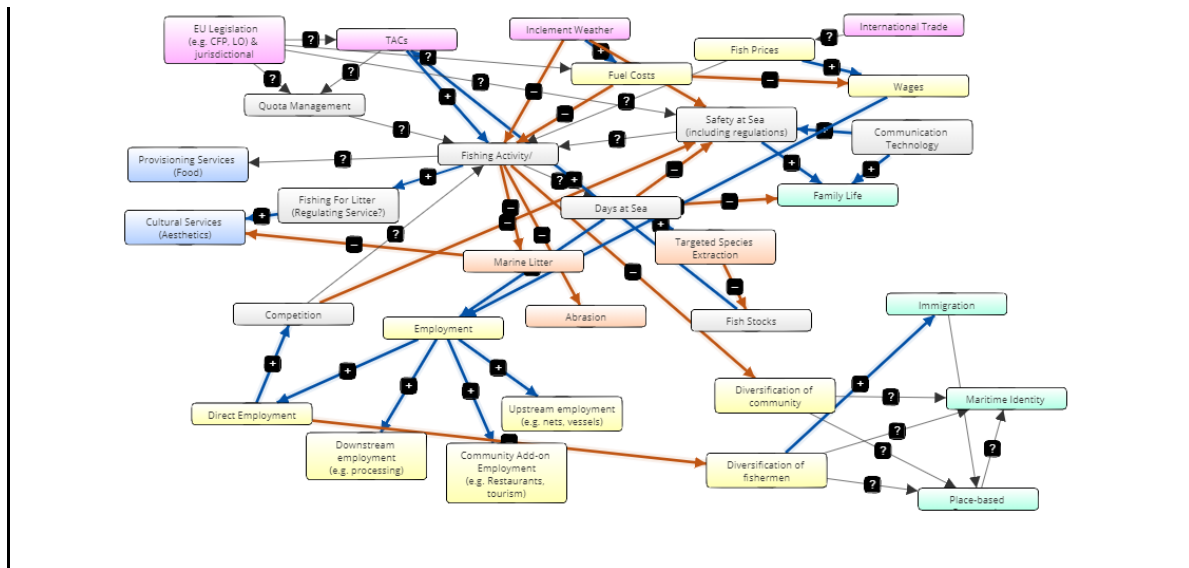 EU Legislation
(e.g. CFP, LO) &
jurisdictional
TACs
Inclement Weather
International Trade
Fish Prices
Fuel Costs
Wages
Quota Management
Safety at Sea
(including regulations)
Communication
Technology
Fishing Activity/
Provisioning Services
(Food)
Fishing For Litter
(Regulating Service?)
Family Life
Days at Sea
Cultural Services
(Aesthetics)
Targeted Species
Extraction
Marine Litter
Immigration
Competition
Abrasion
Fish Stocks
Employment
Diversification of
community
Maritime Identity
Direct Employment
Upstream employment
(e.g. nets, vessels)
Downstream
employment
(e.g. processing)
Community Add-on
Employment
(e.g. Restaurants,
tourism)
Diversification of
fishermen
Place-based